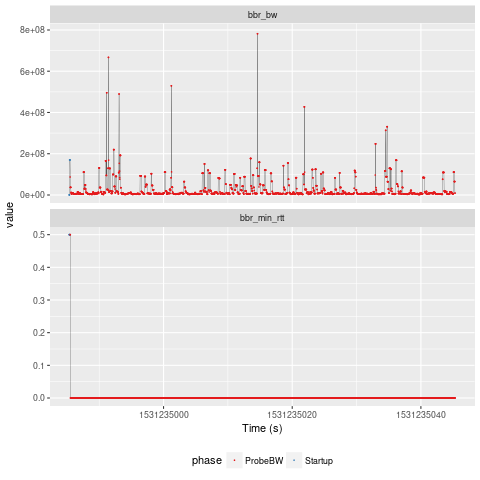 bbr_bw
8e+08
6e+08
4e+08
2e+08
0e+00
value
bbr_min_rtt
0.5
0.4
0.3
0.2
0.1
0.0
1531235000 1531235020 1531235040
Time (s)
phase ProbeBW Startup